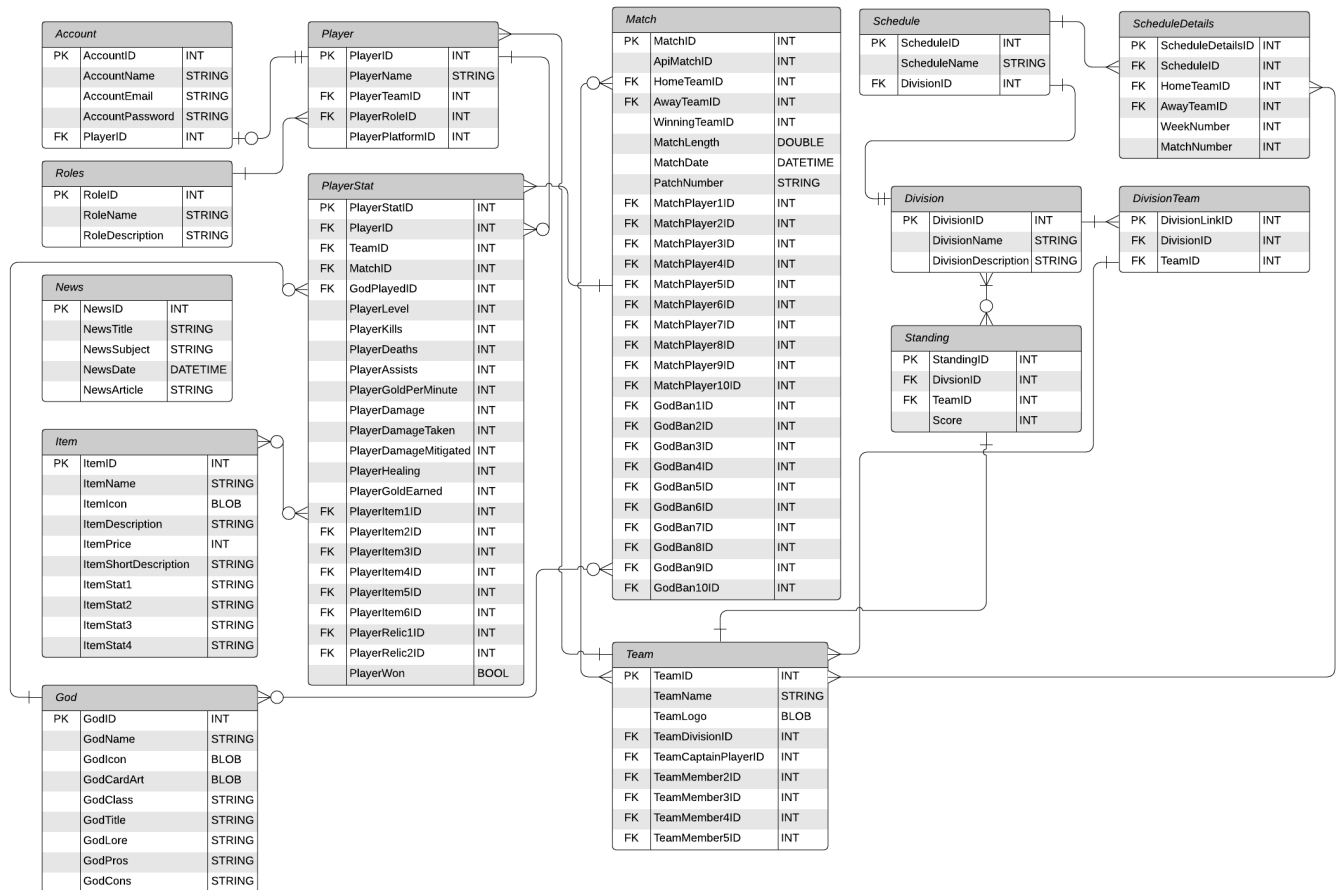 Account
PK AccountID INT
AccountName STRING
AccountEmail STRING
AccountPassword STRING
FK PlayerID INT
Roles
PK RoleID INT
RoleName STRING
RoleDescription STRING
News
PK NewsID INT
NewsTitle STRING
NewsSubject STRING
NewsDate DATETIME
NewsArticle STRING
Item
PK ItemID INT
ItemName STRING
ItemIcon BLOB
ItemDescription STRING
ItemPrice INT
ItemShortDescription STRING
ItemStat1 STRING
ItemStat2 STRING
ItemStat3 STRING
ItemStat4 STRING
God
PK GodID INT
GodName STRING
GodIcon BLOB
GodCardArt BLOB
GodClass STRING
GodTitle STRING
GodLore STRING
GodPros STRING
GodCons STRING
Player
PK PlayerID INT
PlayerName STRING
FK PlayerTeamID INT
FK PlayerRoleID INT
PlayerPlatformID INT
PlayerStat
PK PlayerStatID INT
FK PlayerID INT
FK TeamID INT
FK MatchID INT
FK GodPlayedID INT
PlayerLevel INT
PlayerKills INT
PlayerDeaths INT
PlayerAssists INT
PlayerGoldPerMinute INT
PlayerDamage INT
PlayerDamageTaken INT
PlayerDamageMitigated INT
PlayerHealing INT
PlayerGoldEarned INT
FK PlayerItem1ID INT
FK PlayerItem2ID INT
FK PlayerItem3ID INT
FK PlayerItem4ID INT
FK PlayerItem5ID INT
FK PlayerItem6ID INT
FK PlayerRelic1ID INT
FK PlayerRelic2ID INT
PlayerWon BOOL
Match
PK MatchID INT
ApiMatchID INT
FK HomeTeamID INT
FK AwayTeamID INT
WinningTeamID INT
MatchLength DOUBLE
MatchDate DATETIME
PatchNumber STRING
FK MatchPlayer1ID INT
FK MatchPlayer2ID INT
FK MatchPlayer3ID INT
FK MatchPlayer4ID INT
FK MatchPlayer5ID INT
FK MatchPlayer6ID INT
FK MatchPlayer7ID INT
FK MatchPlayer8ID INT
FK MatchPlayer9ID INT
FK MatchPlayer10ID INT
FK GodBan1ID INT
FK GodBan2ID INT
FK GodBan3ID INT
FK GodBan4ID INT
FK GodBan5ID INT
FK GodBan6ID INT
FK GodBan7ID INT
FK GodBan8ID INT
FK GodBan9ID INT
FK GodBan10ID INT
Team
PK TeamID INT
TeamName STRING
TeamLogo BLOB
FK TeamDivisionID INT
FK TeamCaptainPlayerID INT
FK TeamMember2ID INT
FK TeamMember3ID INT
FK TeamMember4ID INT
FK TeamMember5ID INT
Schedule
PK ScheduleID INT
ScheduleName STRING
FK DivisionID INT
Division
PK DivisionID INT
DivisionName STRING
DivisionDescription STRING
Standing
PK StandingID INT
FK DivsionID INT
FK TeamID INT
Score INT
ScheduleDetails
PK ScheduleDetailsID INT
FK ScheduleID INT
FK HomeTeamID INT
FK AwayTeamID INT
WeekNumber INT
MatchNumber INT
DivisionTeam
PK DivisionLinkID INT
FK DivisionID INT
FK TeamID INT